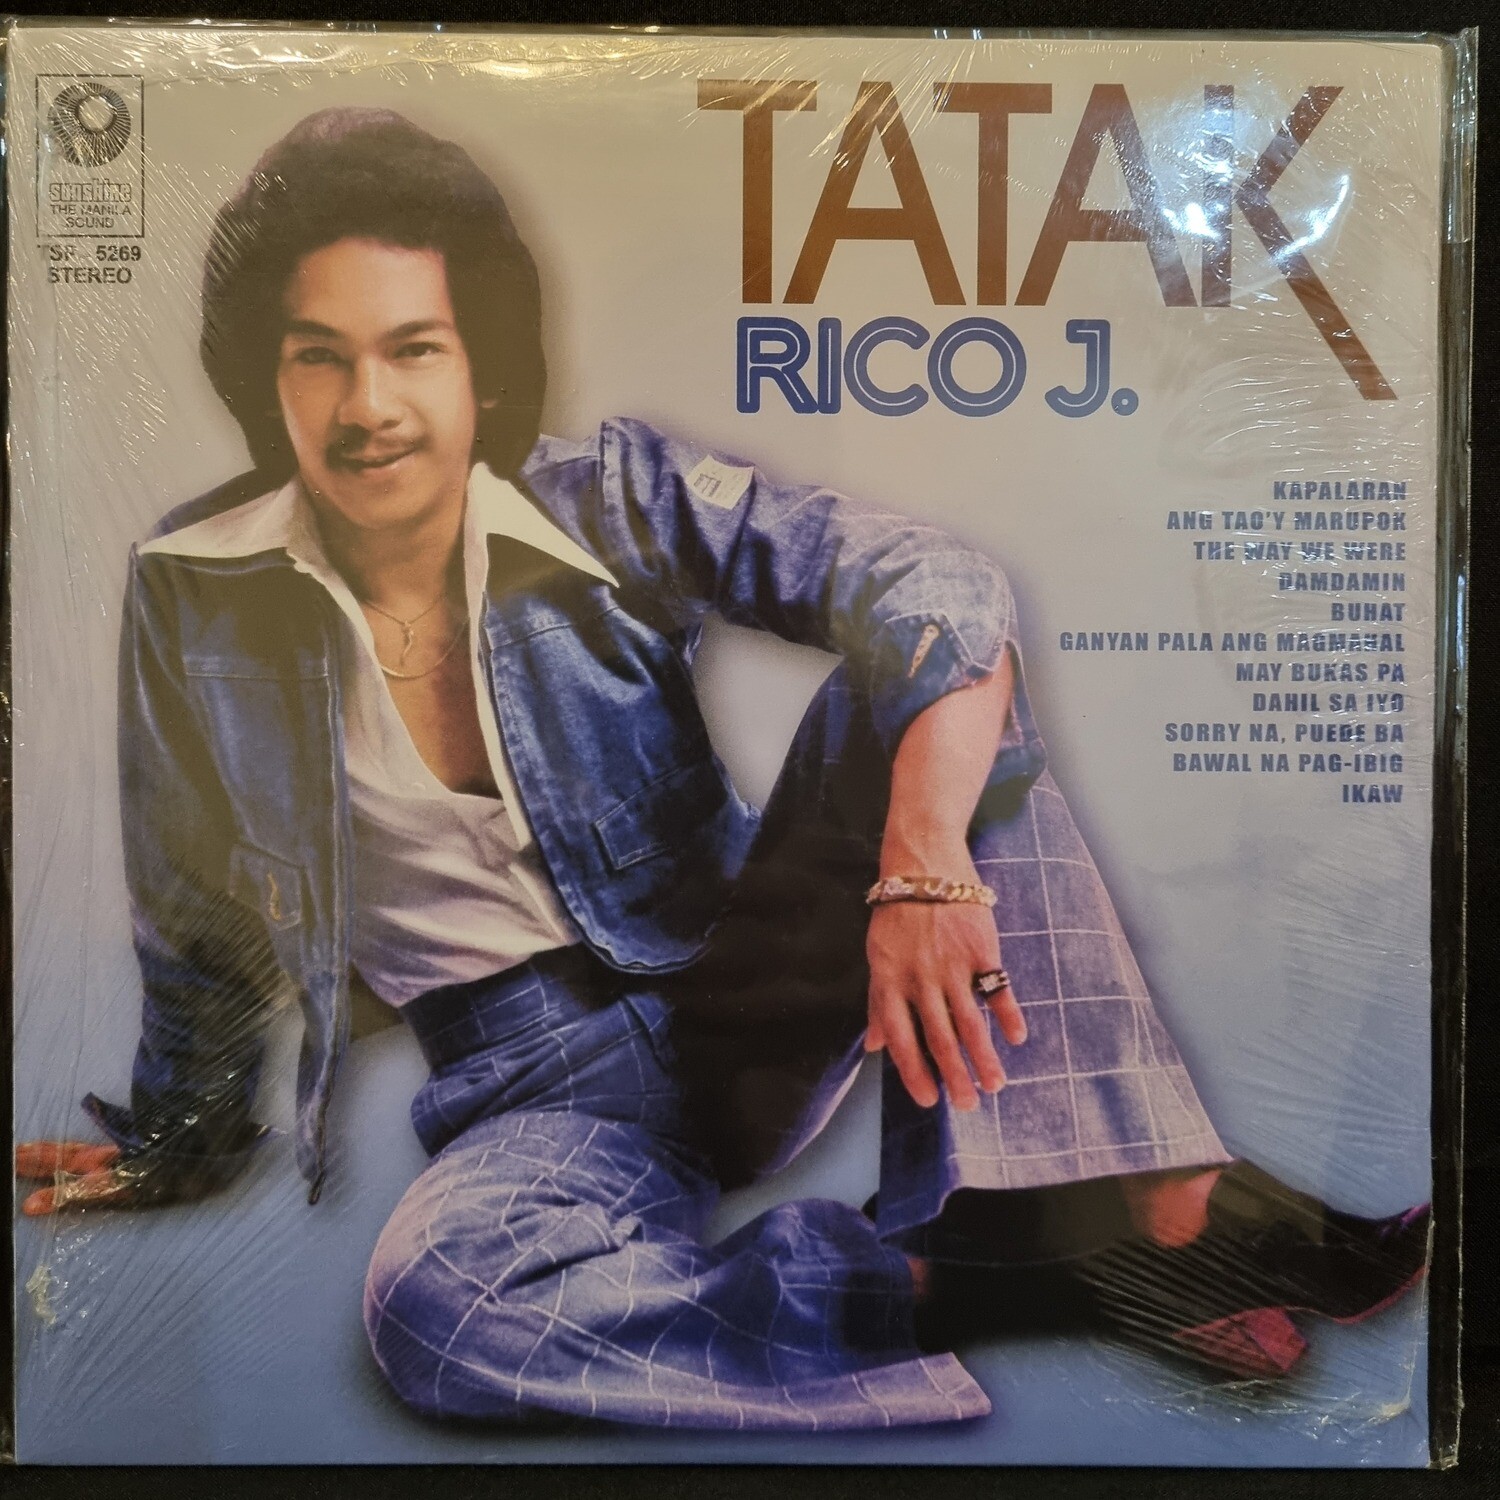 sunshine
THE MANILA
SOUND
TSP - 5269
STEREO
TATAK
RICO J.
KAPALARAN
ANG TAO'Y MARUPOK
THE WAY WE WERE
DAMDAMIN
BUHAT
GANYAN PALA ANG MAGMAHAL
MAY BUKAS PA
DAHIL SA IYO
SORRY NA, PUEDE BA
BAWAL NA PAG-IBIG
IKAW